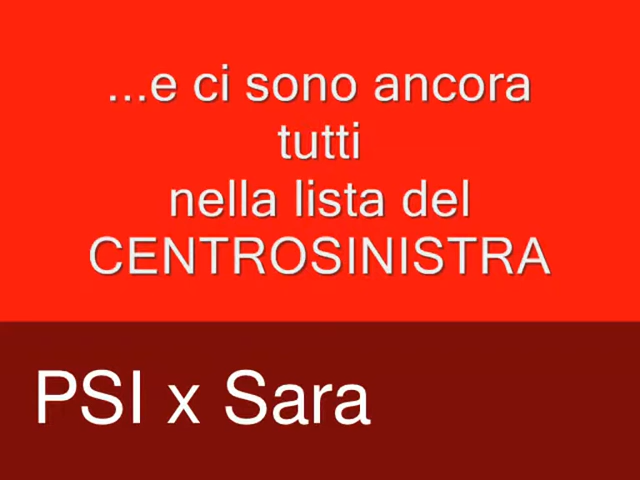 ...e ci sono ancora
tutti
nella lista del
CENTROSINISTRA
PSI x Sara